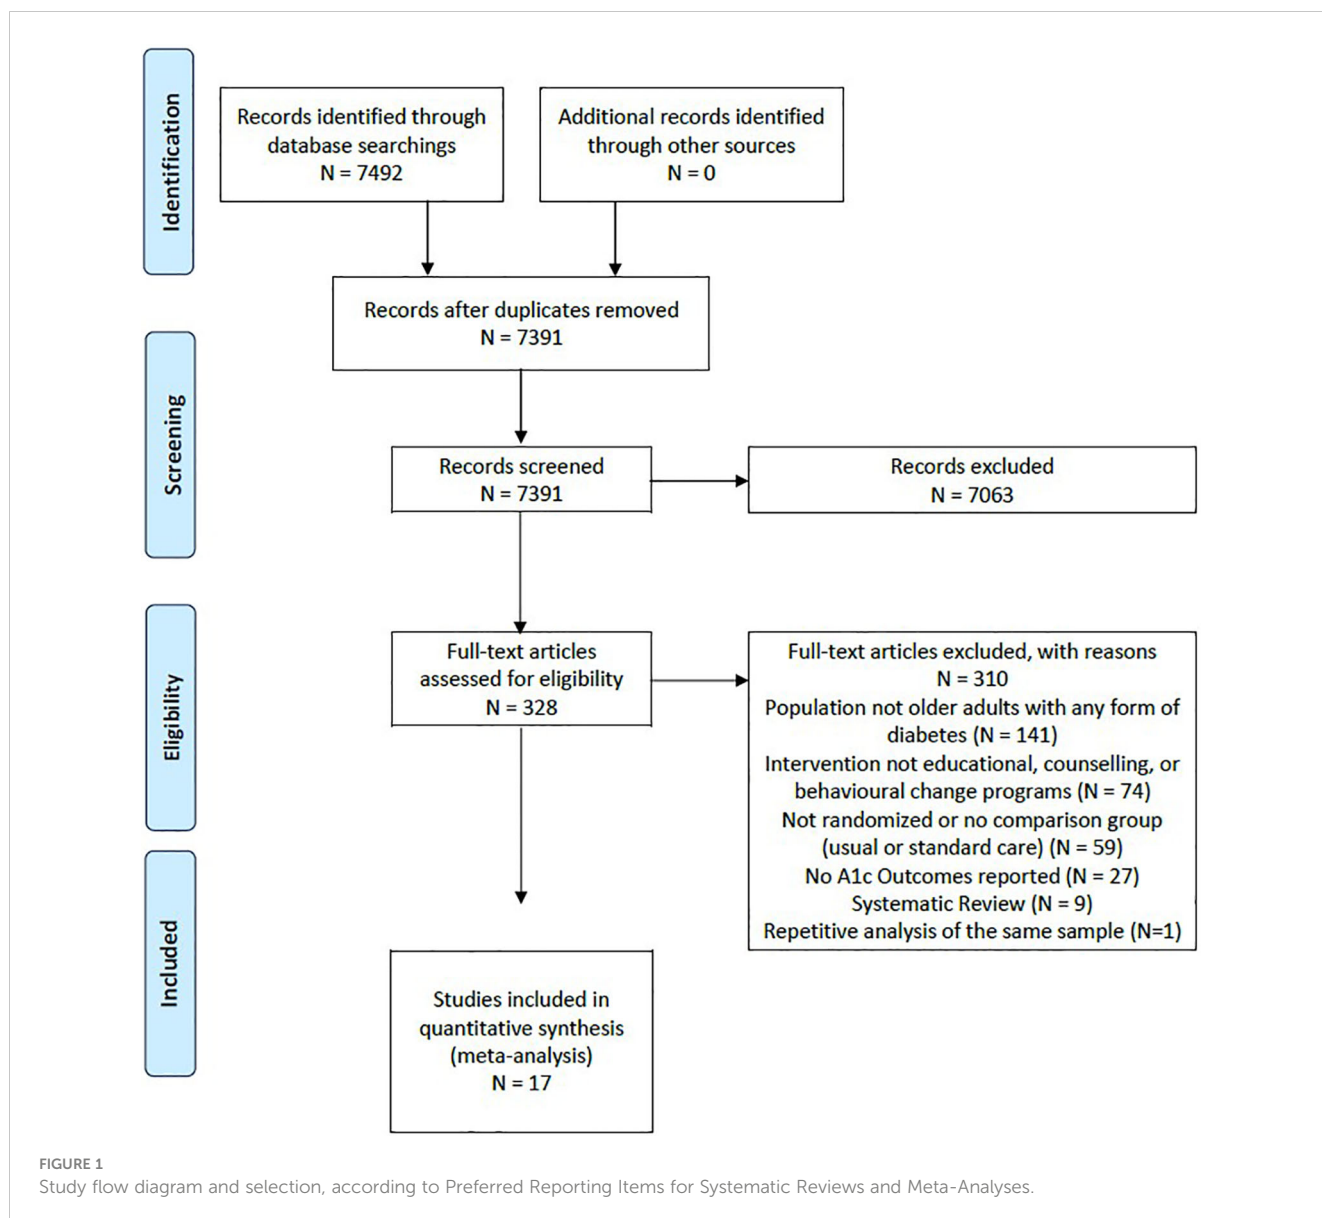 Identification
Records identified through
database searchings
N = 7492
Additional records identified
through other sources
N = 0
Records after duplicates removed
N = 7391
Screening
Records screened
N = 7391
Records excluded
N = 7063
Eligibility
Full-text articles
assessed for eligibility
N = 328
Full-text articles excluded, with reasons
N = 310
Population not older adults with any form of
diabetes (N = 141)
Intervention not educational, counselling, or
behavioural change programs (N = 74)
Not randomized or no comparison group
(usual or standard care) (N = 59)
No A1c Outcomes reported (N = 27)
Systematic Review (N = 9)
Repetitive analysis of the same sample (N=1)
Included
Studies included in
quantitative synthesis
(meta-analysis)
N = 17
FIGURE 1
Study flow diagram and selection, according to Preferred Reporting Items for Systematic Reviews and Meta-Analyses.